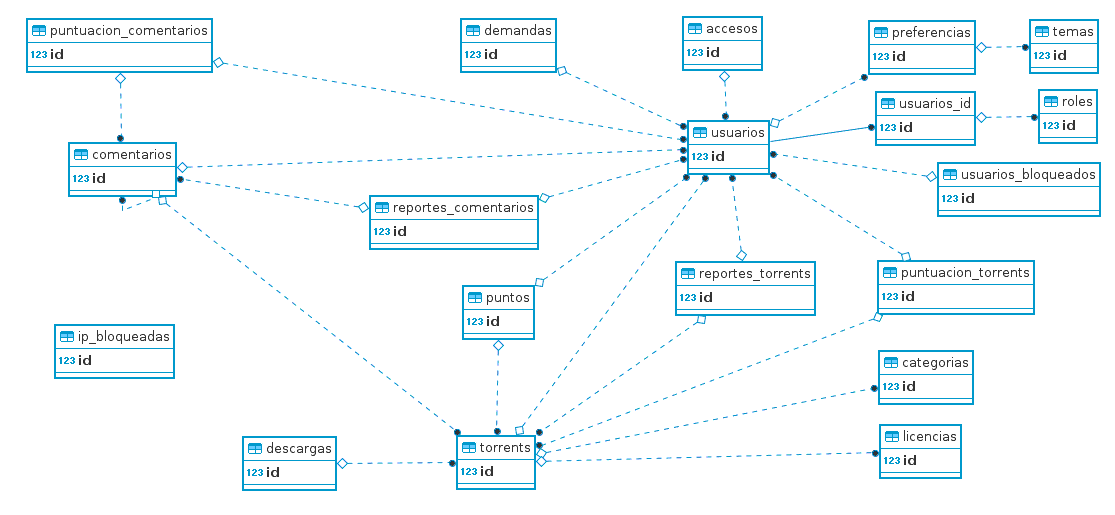 puntuacion_comentarios
123 id
demandas
123 id
accesos
123 id
preferencias
123 id
temas
123 id
usuarios_id
123 id
roles
123 id
usuarios
123 id
comentarios
123 id
usuarios_bloqueados
123 id
reportes_comentarios
123 id
reportes_torrents
123 id
puntuacion_torrents
123 id
puntos
123 id
ip_bloqueadas
123 id
categorias
123 id
licencias
123 id
descargas
123 id
torrents
123 id